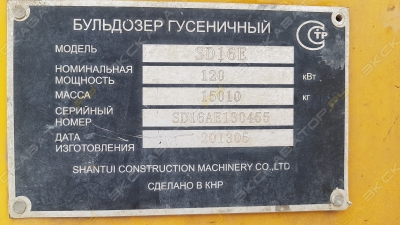 БУЛЬДОЗЕР ГУСЕНИЧНЫЙ
МОДЕЛЬ SD16E
НОМИНАЛЬНАЯ МОЩНОСТЬ 120 кВт
МАССА 15010 кг
СЕРИЙНЫЙ НОМЕР SD16AE130455
ДАТА ИЗГОТОВЛЕНИЯ 201305
SHANTUI CONSTRUCTION MACHINERY CO.,LTD
СДЕЛАНО В КНР